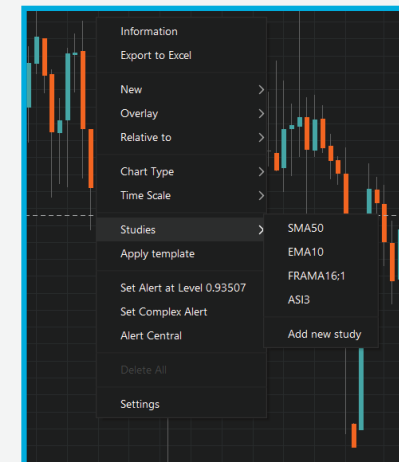 Information
Export to Excel
New
Overlay
Relative to
Chart Type
Time Scale
Studies
Apply template
Set Alert at Level 0.93507
Set Complex Alert
Alert Central
Delete All
Settings
SMA50
EMA10
FRAMA16;1
ASI3
Add new study